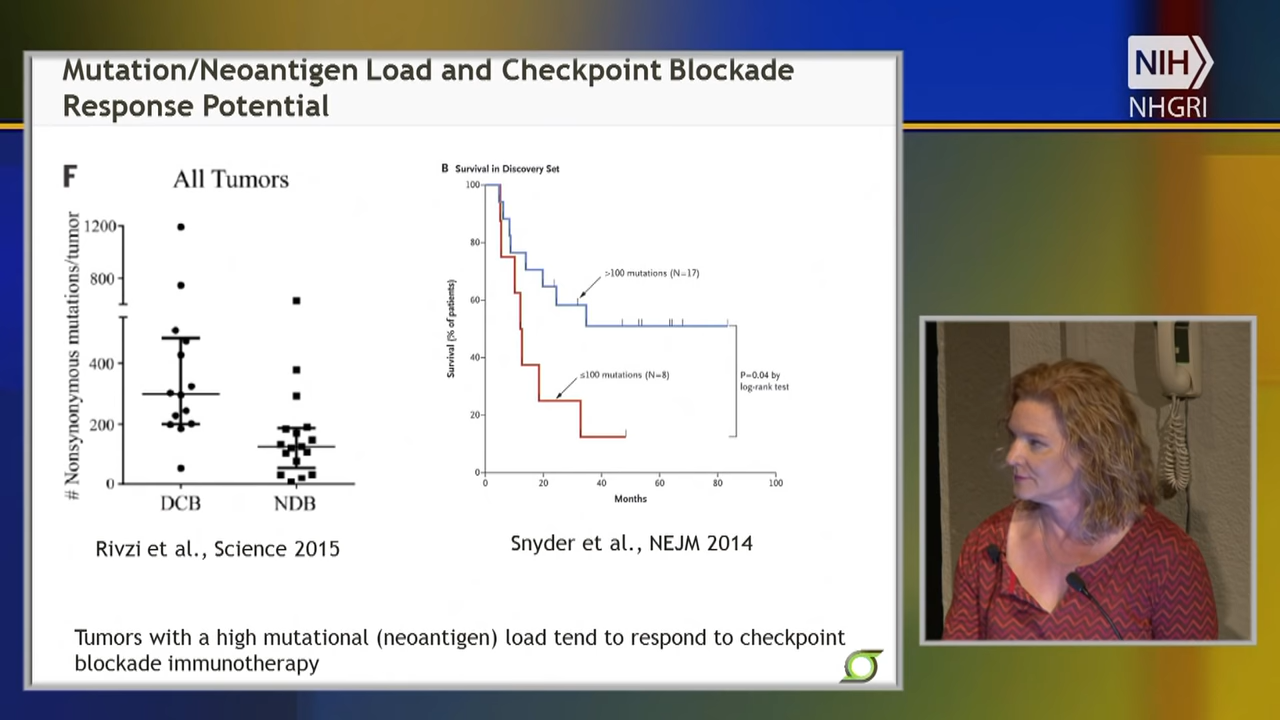 Mutation/Neoantigen Load and Checkpoint Blockade
Response Potential
NIH
NHGRI
F
All Tumors
# Nonsynonymous mutations/tumor
1200
800
400
200
0
DCB
NDB
Rivzi et al., Science 2015
B Survival in Discovery Set
Survival (% of patients)
100
80
60
40
20
0
>100 mutations (N=17)
≤100 mutations (N=8)
P=0.04 by
log-rank test
0 20 40 60 80 100
Months
Snyder et al., NEJM 2014
Tumors with a high mutational (neoantigen) load tend to respond to checkpoint
blockade immunotherapy